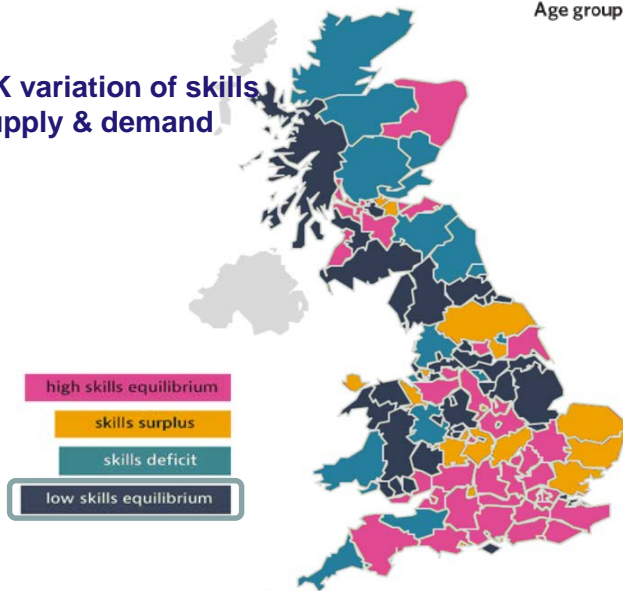 Age group
K variation of skills
upply & demand
high skills equilibrium
skills surplus
skills deficit
low skills equilibrium